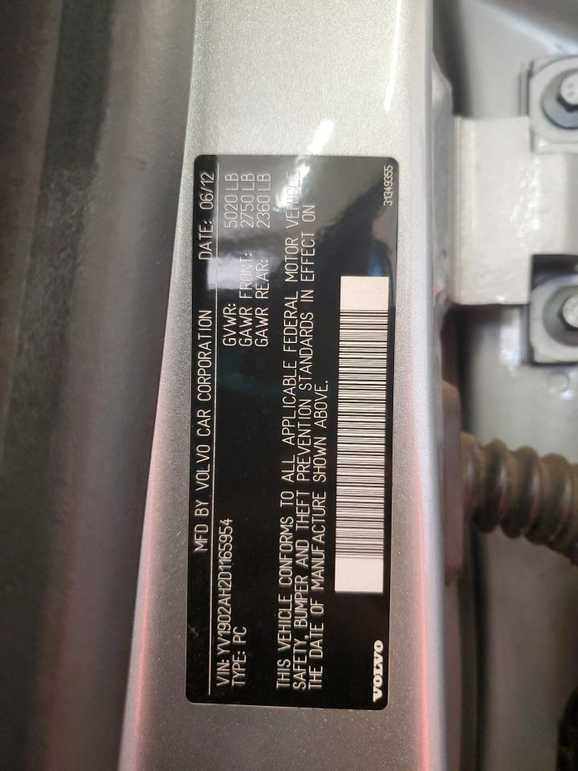 MFD BY VOLVO CAR CORPORATION DATE: 06/12
VIN: YV1902AH2D1165954 GVWR: 5020 LB
TYPE: PC GAWR FRONT: 2750 LB
GAWR REAR: 2360 LB
THIS VEHICLE CONFORMS TO ALL APPLICABLE FEDERAL MOTOR VEHICLE
SAFETY, BUMPER AND THEFT PREVENTION STANDARDS IN EFFECT ON
THE DATE OF MANUFACTURE SHOWN ABOVE.
VOLVO 31349355